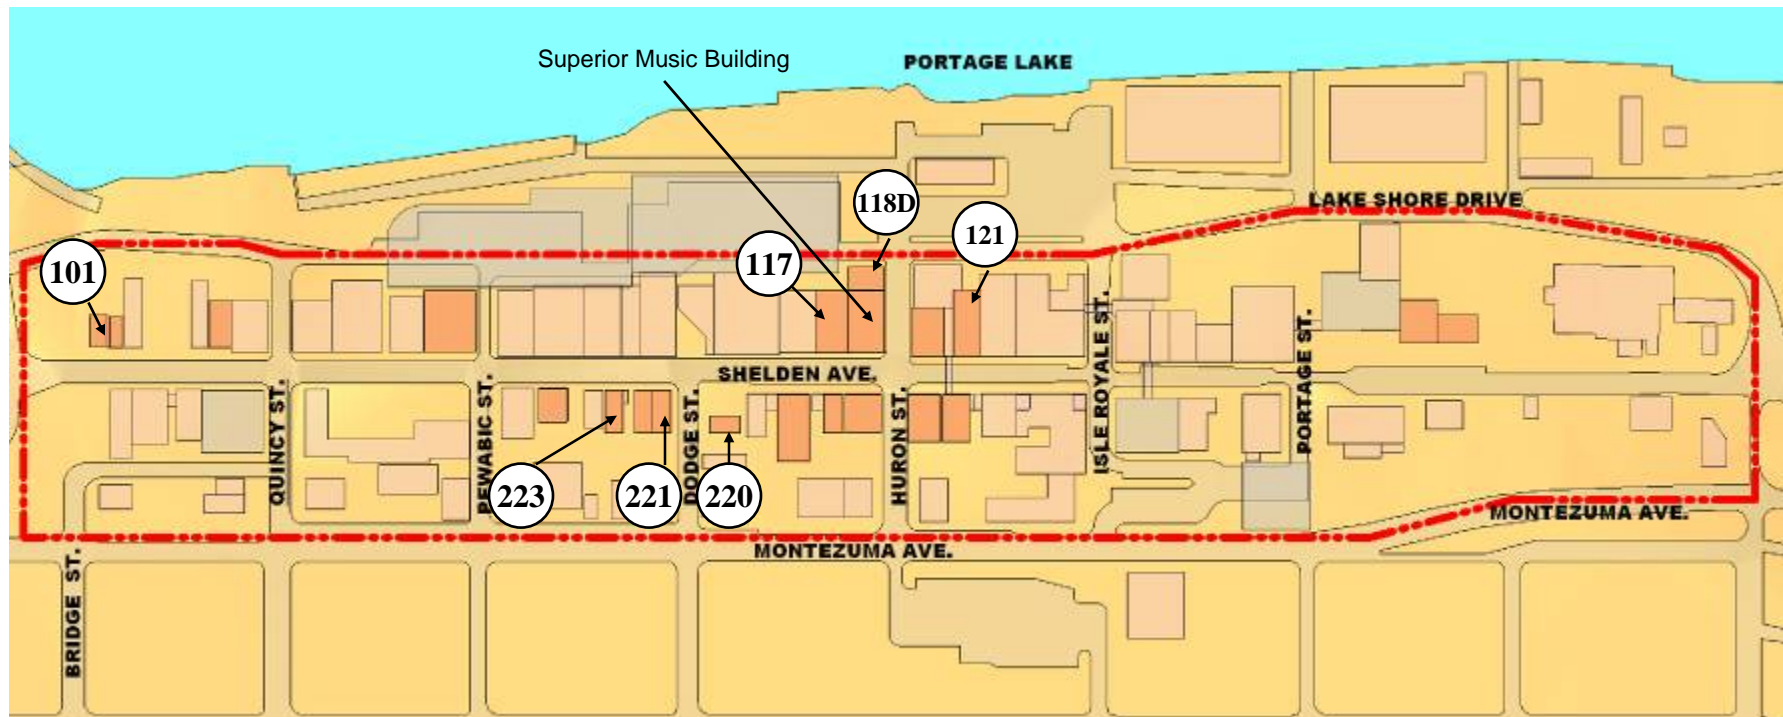 Superior Music Building
PORTAGE LAKE
LAKE SHORE DRIVE
118D
121
117
101
SHELDEN AVE.
QUINCY ST.
PEWABIC ST.
DODGE ST.
HURON ST.
ISLE ROYALE ST.
PORTAGE ST.
223
221
220
MONTEZUMA AVE.
MONTEZUMA AVE.
BRIDGE ST.